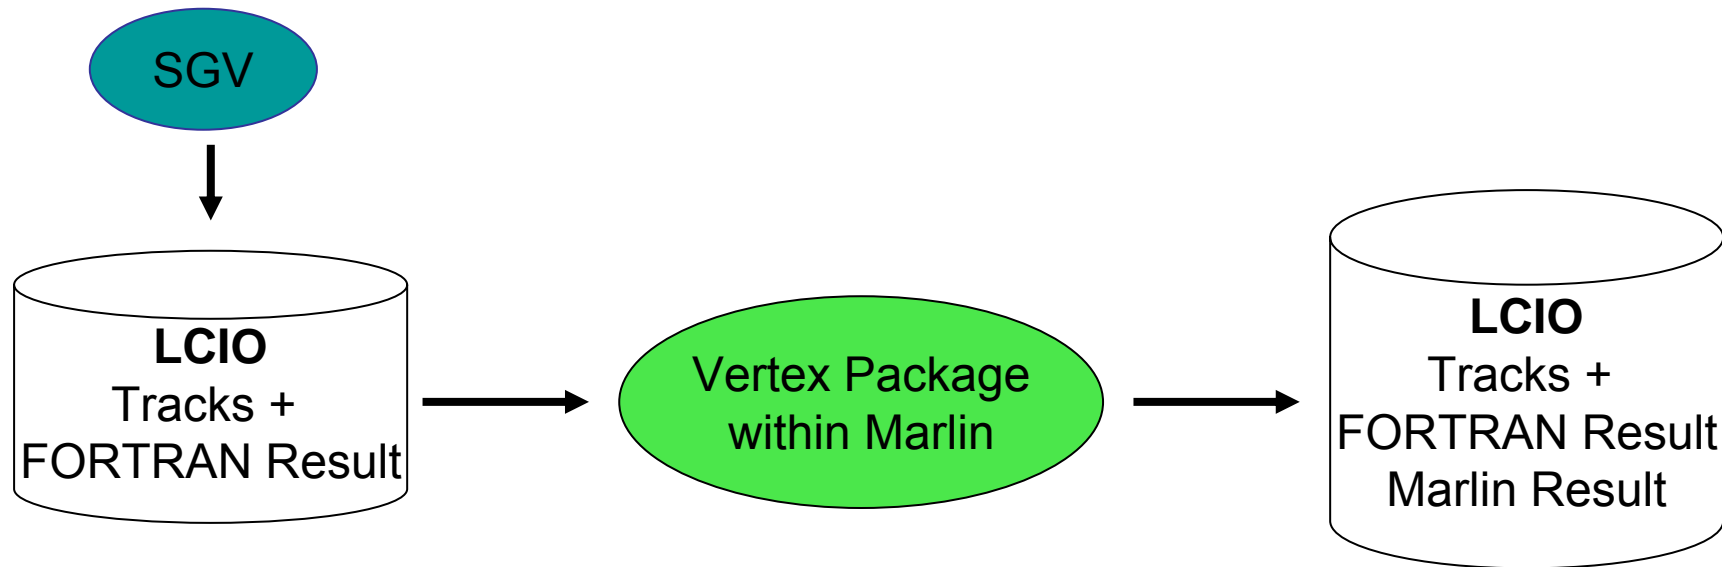 SGV
LCIO
Tracks +
FORTRAN Result
Vertex Package
within Marlin
LCIO
Tracks +
FORTRAN Result
Marlin Result